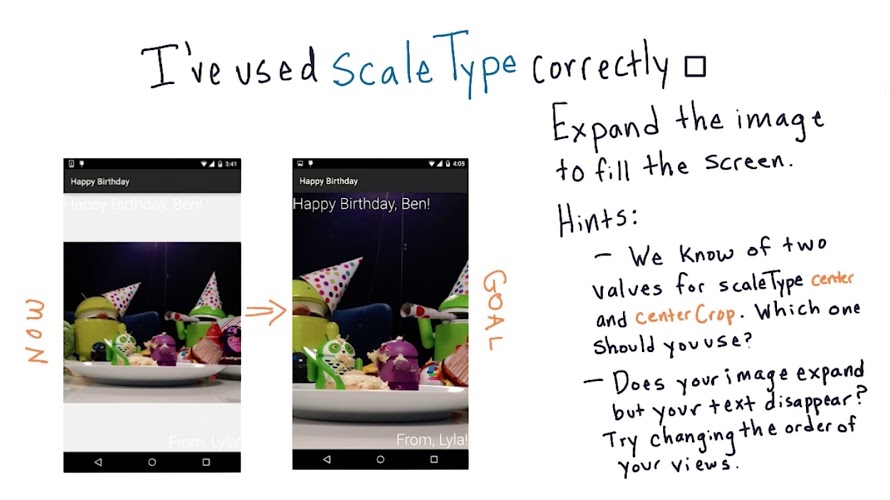 I've used ScaleType correctly
Expand the image
to fill the screen.
Hints:
- We know of two
values for scaleType center
and centerCrop. Which one
should you use?
- Does your image expand
but your text disappear?
Try changing the order of
your views.
NOW
3:41
Happy Birthday
Happy Birthday, Ben!
From, Lyla!
4:05
Happy Birthday
Happy Birthday, Ben!
From, Lyla!
GOAL